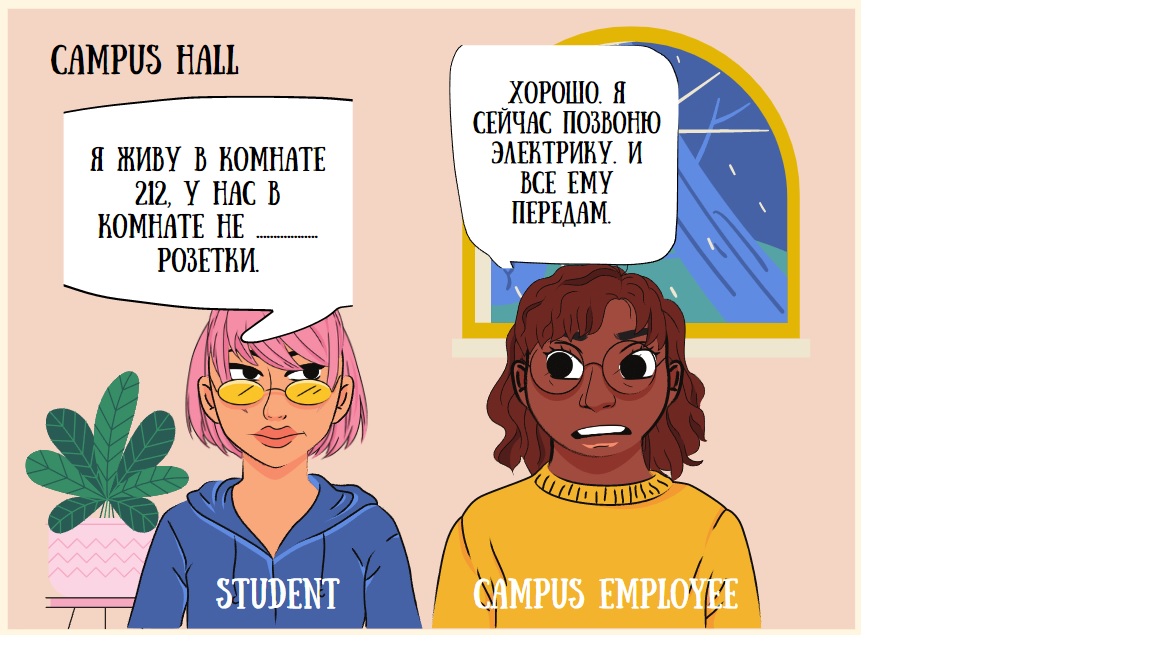 CAMPUS HALL
Я ЖИВУ В КОМНАТЕ
212, У НАС В
КОМНАТЕ НЕ ..................
РОЗЕТКИ.
ХОРОШО. Я
СЕЙЧАС ПОЗВОНЮ
ЭЛЕКТРИКУ. И
ВСЕ ЕМУ
ПЕРЕДАМ.
STUDENT
CAMPUS EMPLOYEE